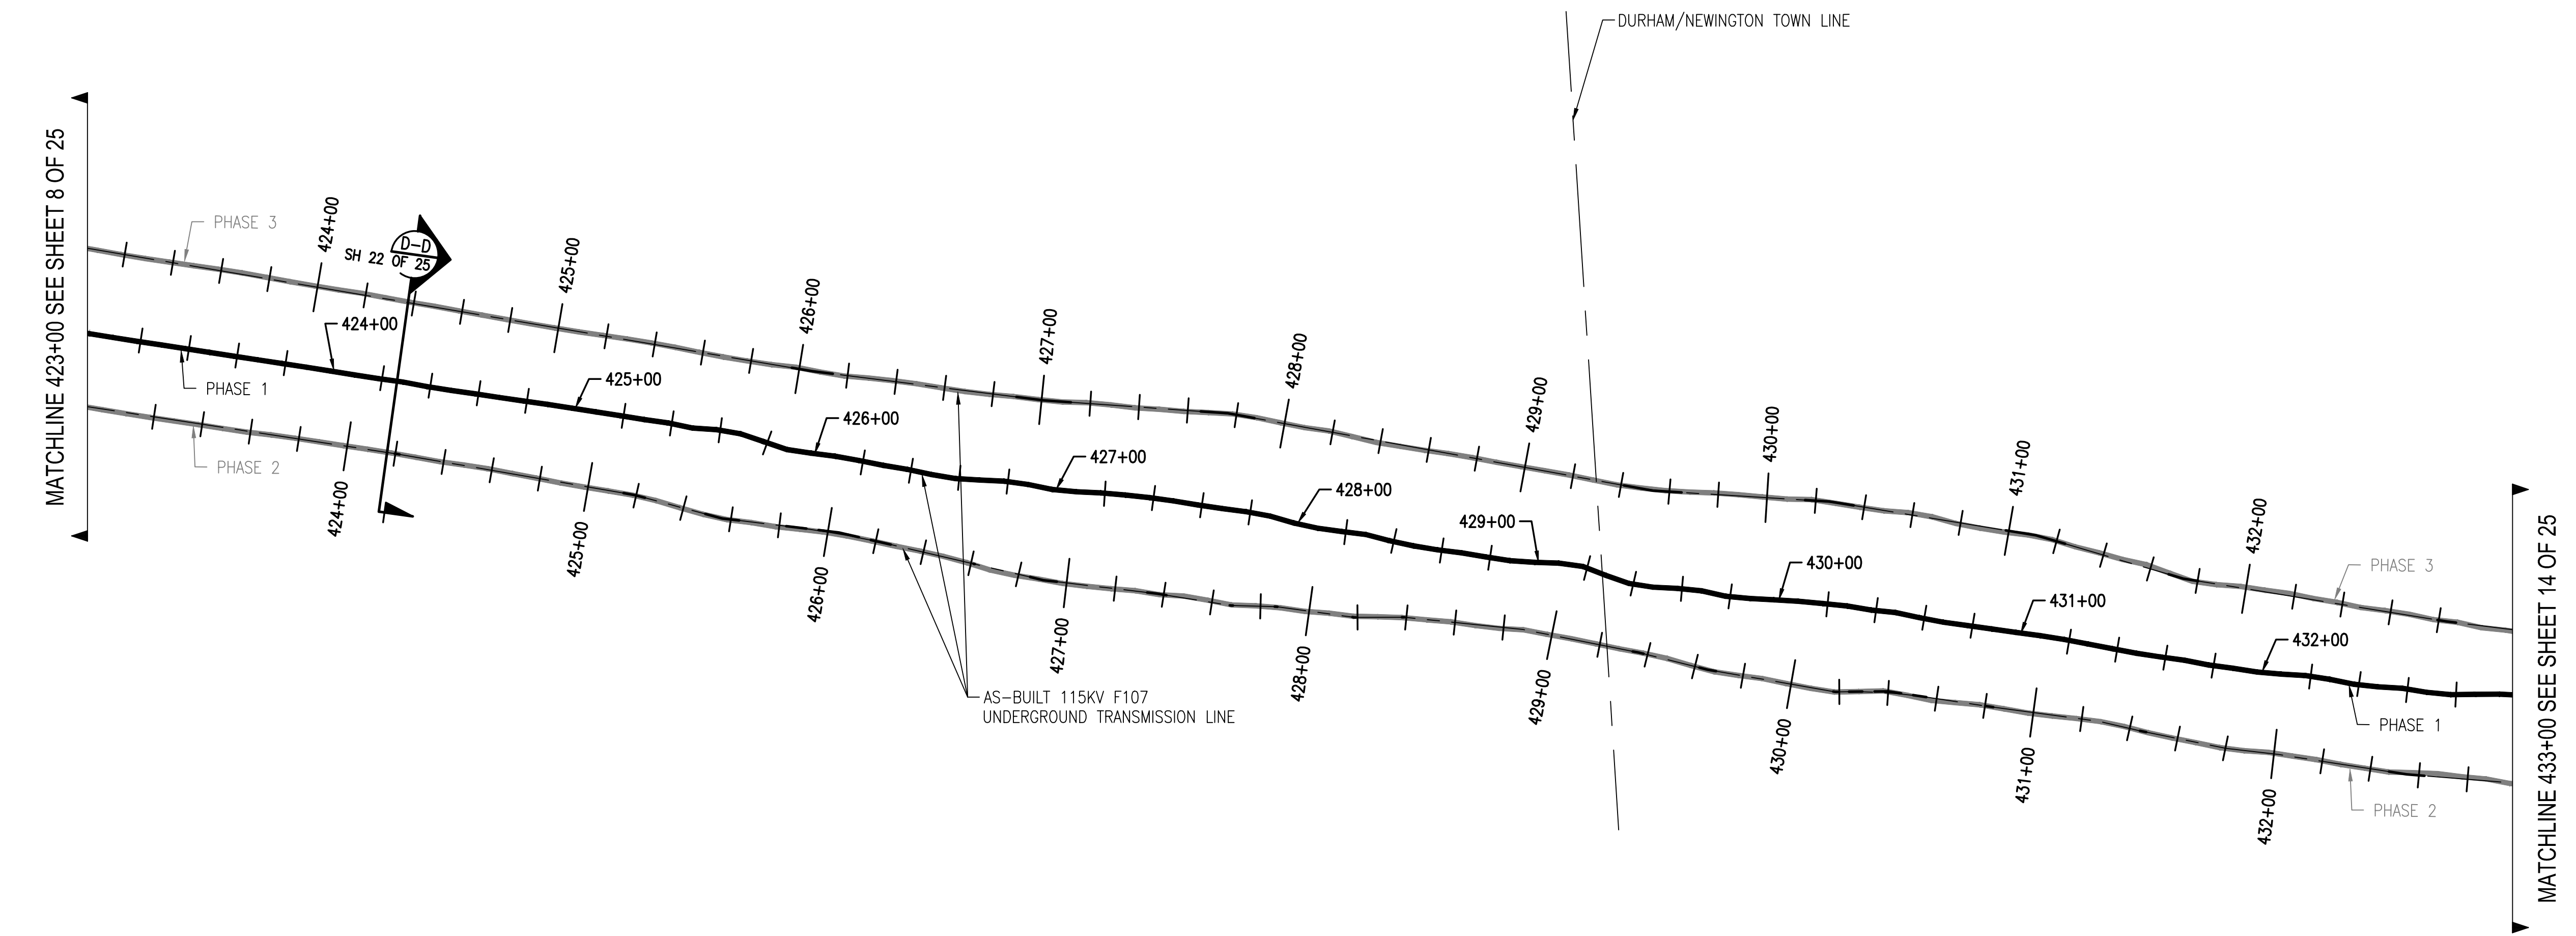 DURHAM/NEWINGTON TOWN LINE
MATCHLINE 423+00 SEE SHEET 8 OF 25
PHASE 3
424+00
D-D
SH 22 OF 25
425+00
426+00
427+00
428+00
429+00
430+00
431+00
432+00
PHASE 3
424+00
PHASE 1
425+00
426+00
427+00
428+00
429+00
430+00
431+00
432+00
PHASE 1
PHASE 2
424+00
425+00
426+00
427+00
428+00
429+00
430+00
431+00
432+00
PHASE 2
AS-BUILT 115KV F107
UNDERGROUND TRANSMISSION LINE
MATCHLINE 433+00 SEE SHEET 14 OF 25